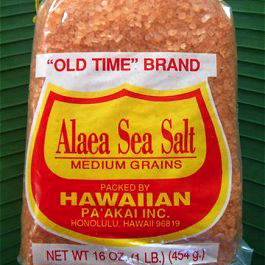 "OLD TIME" BRAND
Alaea Sea Salt
MEDIUM GRAINS
PACKED BY
HAWAIIAN
PA'AKAI INC.
HONOLULU, HAWAII 96819
NET WT 16 OZ. (1 LB.) (454 g.)